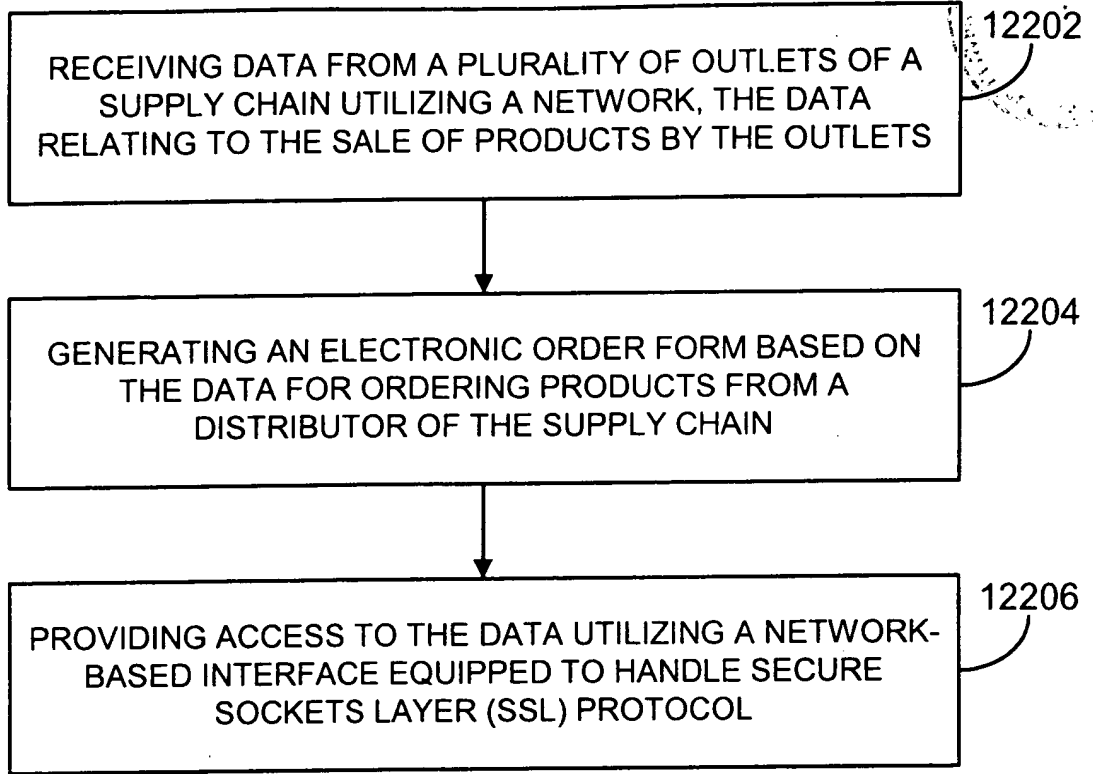 12202
RECEIVING DATA FROM A PLURALITY OF OUTLETS OF A
SUPPLY CHAIN UTILIZING A NETWORK, THE DATA
RELATING TO THE SALE OF PRODUCTS BY THE OUTLETS
12204
GENERATING AN ELECTRONIC ORDER FORM BASED ON
THE DATA FOR ORDERING PRODUCTS FROM A
DISTRIBUTOR OF THE SUPPLY CHAIN
12206
PROVIDING ACCESS TO THE DATA UTILIZING A NETWORK-
BASED INTERFACE EQUIPPED TO HANDLE SECURE
SOCKETS LAYER (SSL) PROTOCOL